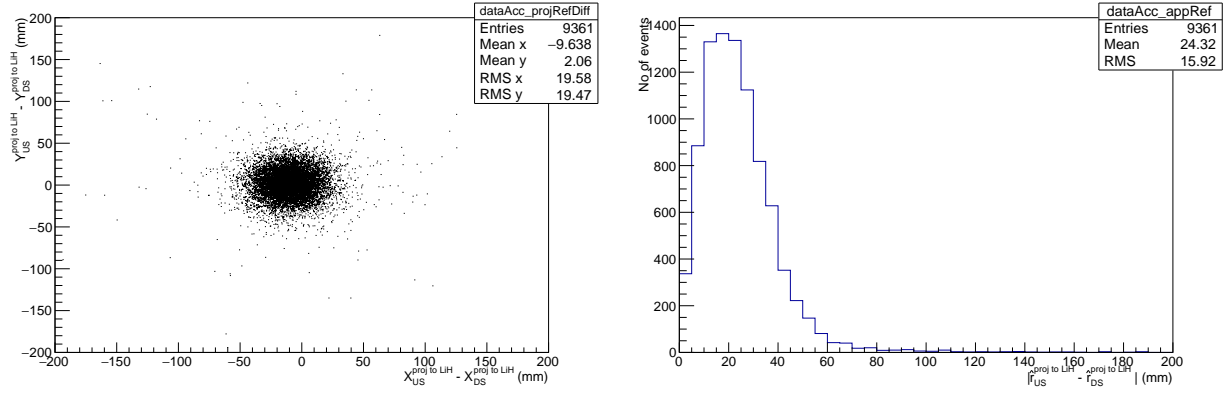 dataAcc_projRefDiff
Entries 9361
Mean x −9.638
Mean y 2.06
RMS x 19.58
RMS y 19.47
Y_US^proj to LiH - Y_DS^proj to LiH (mm)
200
150
100
50
0
−50
−100
−150
−200
−200 −150 −100 −50 0 50 100 150 200
X_US^proj to LiH - X_DS^proj to LiH (mm)
dataAcc_appRef
Entries 9361
Mean 24.32
RMS 15.92
No of events
1400
1200
1000
800
600
400
200
0
0 20 40 60 80 100 120 140 160 180 200
|r̂_US^proj to LiH - r̂_DS^proj to LiH| (mm)